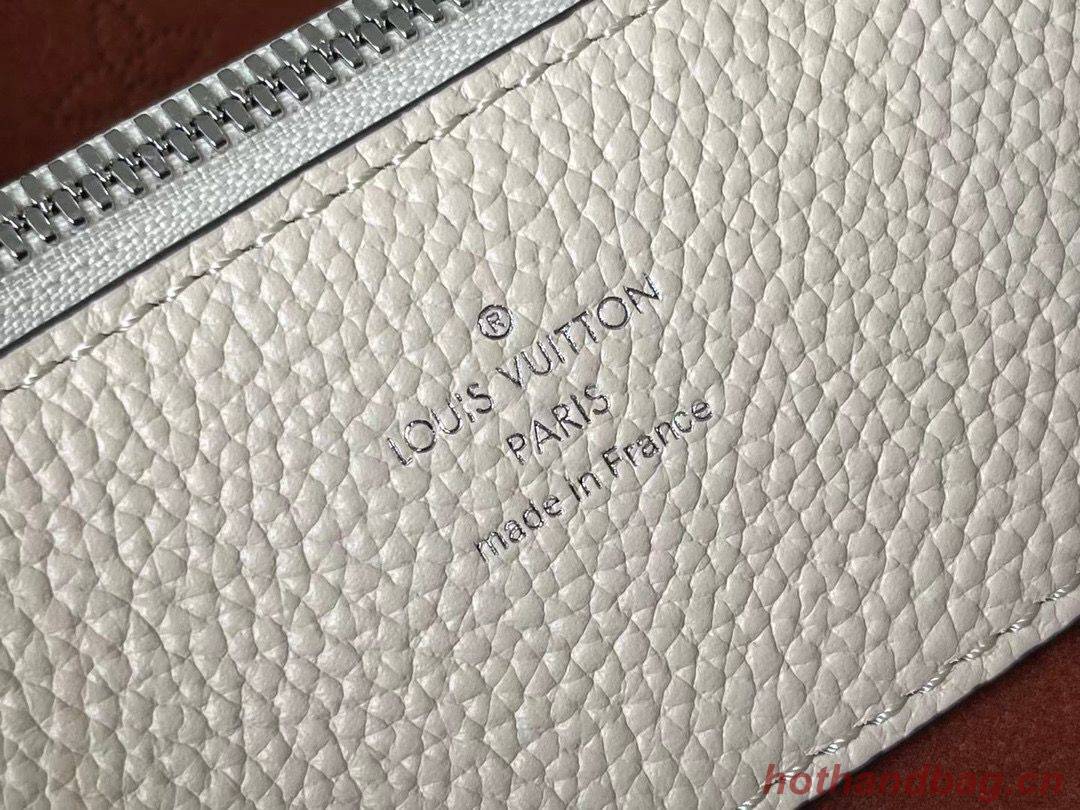 ®
LOUIS VUITTON
PARIS
made in France
hothandbag.cn